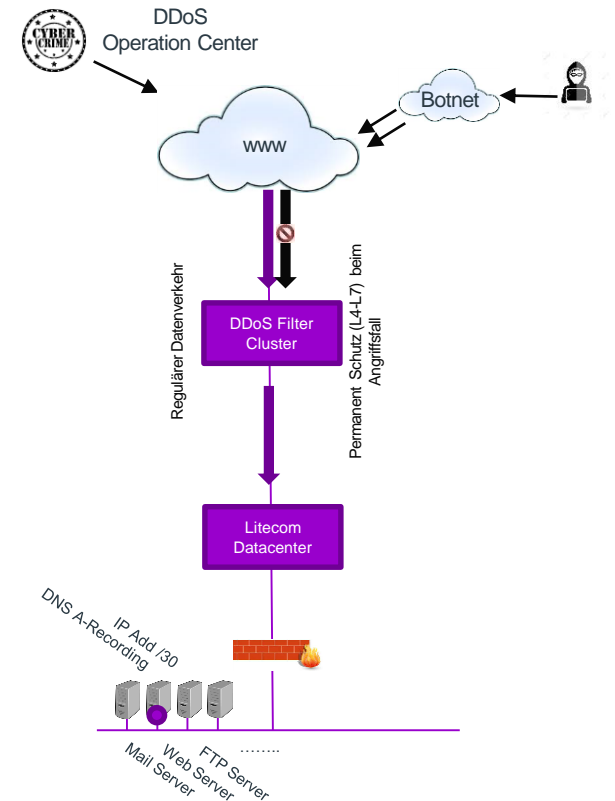 CYBER
CRIME
DDoS
Operation Center
Botnet
www
Regulärer Datenverkehr
Permanent Schutz (L4-L7) beim
Angriffsfall
DDoS Filter
Cluster
Litecom
Datacenter
DNS A-Recording
IP Add /30
Mail Server
Web Server
FTP Server
……..